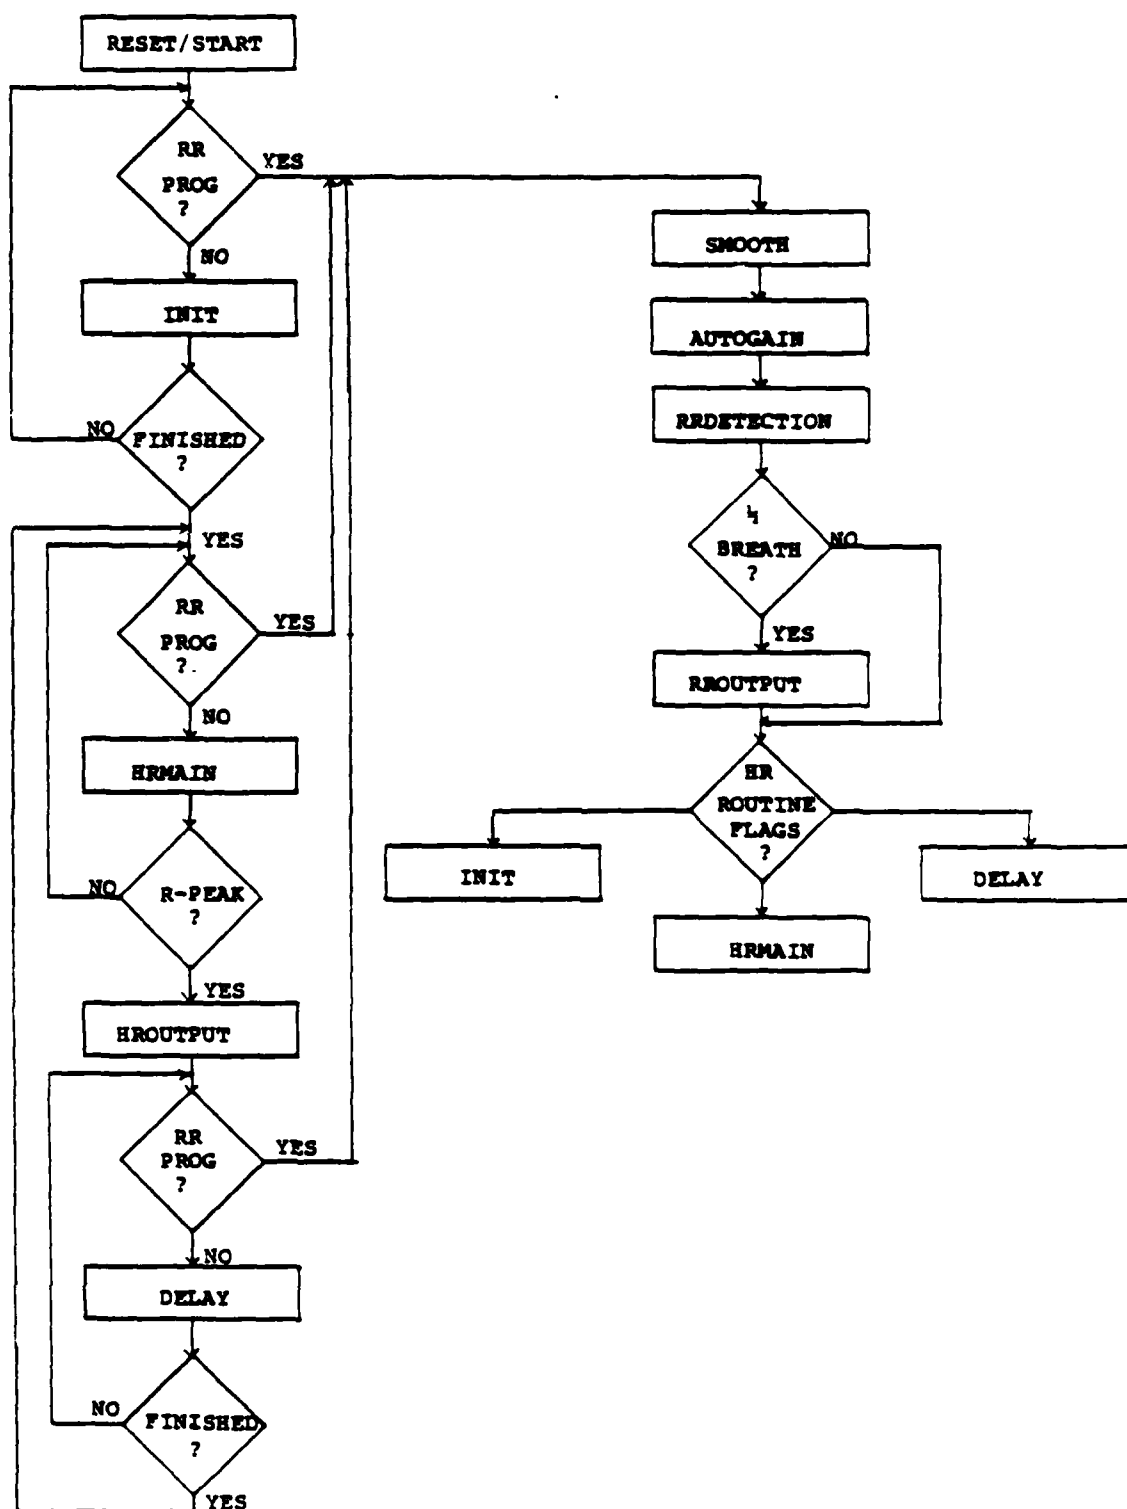 RESET/START
RR
PROG
?
YES
NO
INIT
FINISHED
?
NO
YES
RR
PROG
?
YES
NO
HRMAIN
R-PEAK
?
NO
YES
HROUTPUT
RR
PROG
?
YES
NO
DELAY
FINISHED
?
NO
YES
SMOOTH
AUTOGAIN
RRDETECTION
BREATH
?
NO
YES
RROUTPUT
HR
ROUTINE
FLAGS
?
INIT
HRMAIN
DELAY